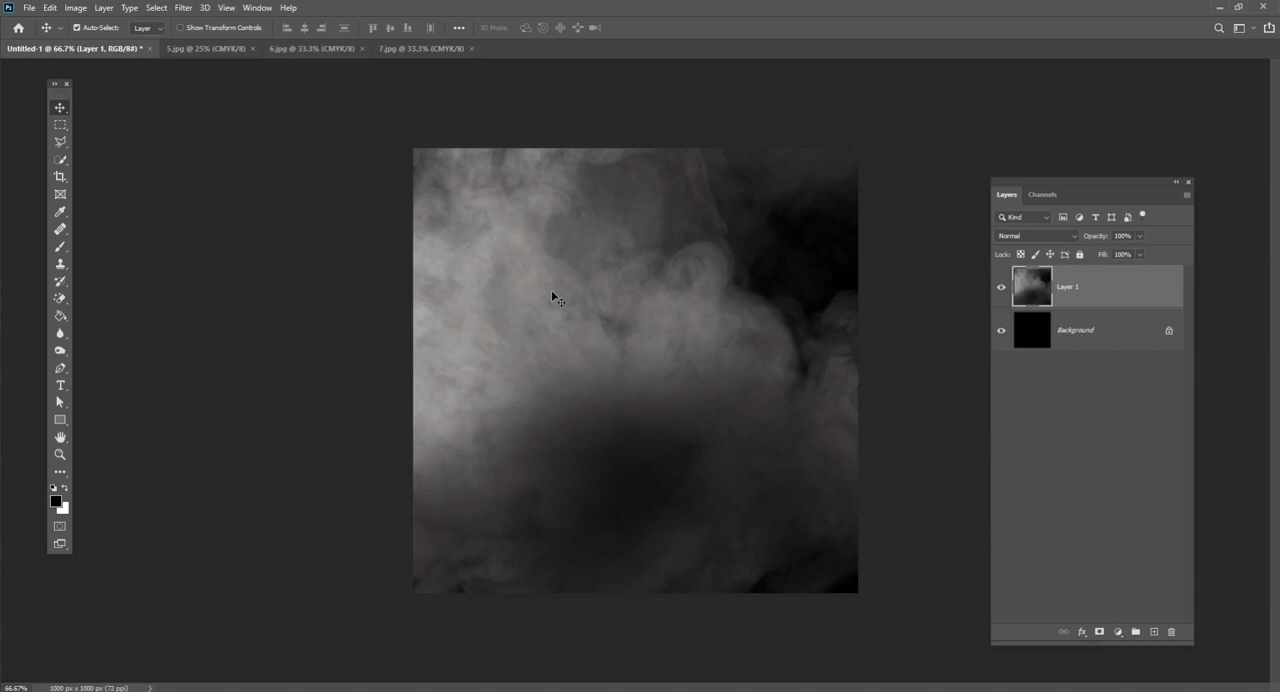 Ps File Edit Image Layer Type Select Filter 3D View Window Help
Auto-Select: Layer Show Transform Controls 3D Mode:
Untitled-1 @ 66.7% (Layer 1, RGB/8#) * 5.jpg @ 25% (CMYK/8) 6.jpg @ 33.3% (CMYK/8) 7.jpg @ 33.3% (CMYK/8)
Layers Channels
Kind
Normal Opacity: 100%
Lock: Fill: 100%
Layer 1
Background
fx
66.67% 1000 px x 1000 px (72 ppi)